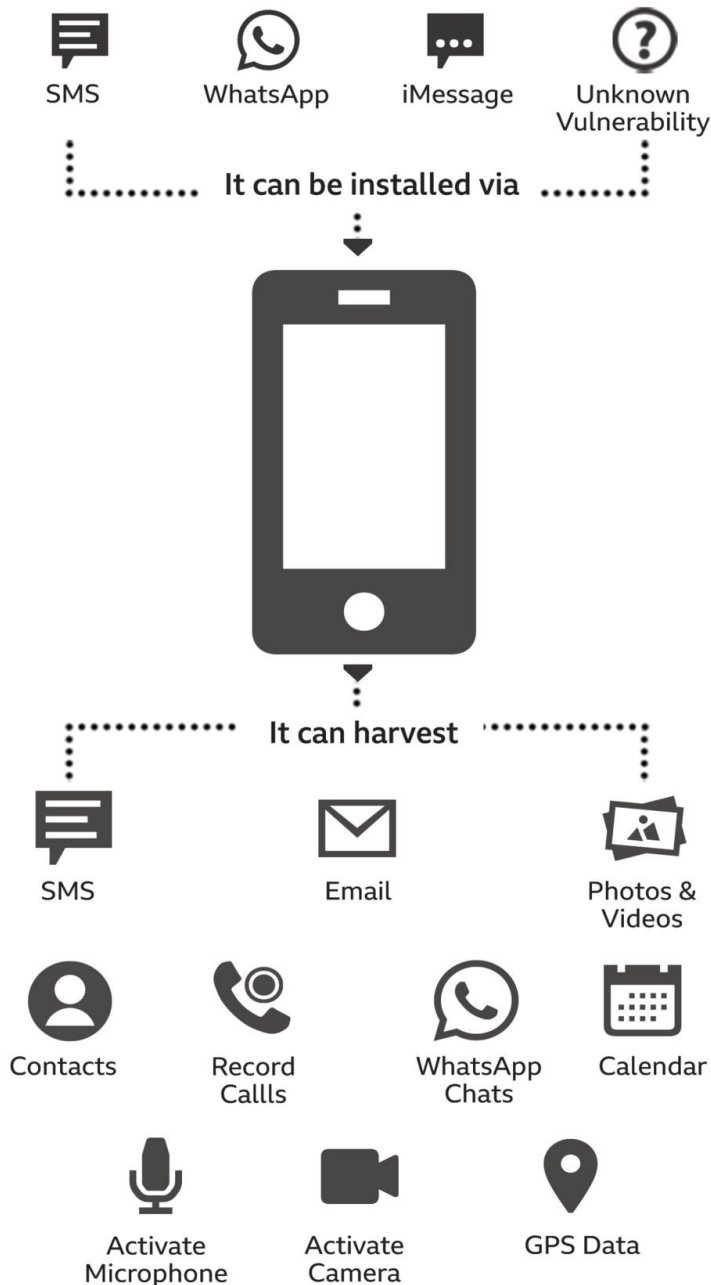 SMS
WhatsApp
iMessage
Unknown
Vulnerability
It can be installed via
It can harvest
SMS
Email
Photos &
Videos
Contacts
Record
Callls
WhatsApp
Chats
Calendar
Activate
Microphone
Activate
Camera
GPS Data